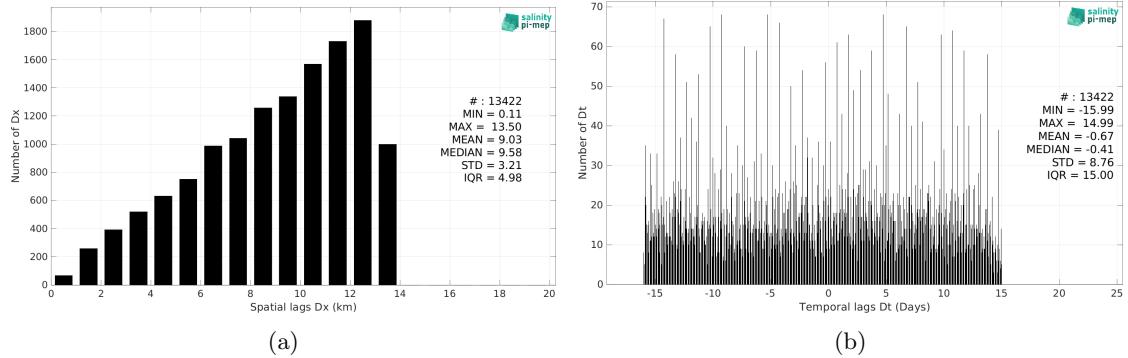 salinity
pi-mep
1800
1600
1400
1200
1000
800
600
400
200
0
Number of Dx
# : 13422
MIN = 0.11
MAX = 13.50
MEAN = 9.03
MEDIAN = 9.58
STD = 3.21
IQR = 4.98
0 2 4 6 8 10 12 14 16 18 20
Spatial lags Dx (km)
(a)
salinity
pi-mep
70
60
50
40
30
20
10
0
Number of Dt
# : 13422
MIN = -15.99
MAX = 14.99
MEAN = -0.67
MEDIAN = -0.41
STD = 8.76
IQR = 15.00
-15 -10 -5 0 5 10 15 20 25
Temporal lags Dt (Days)
(b)